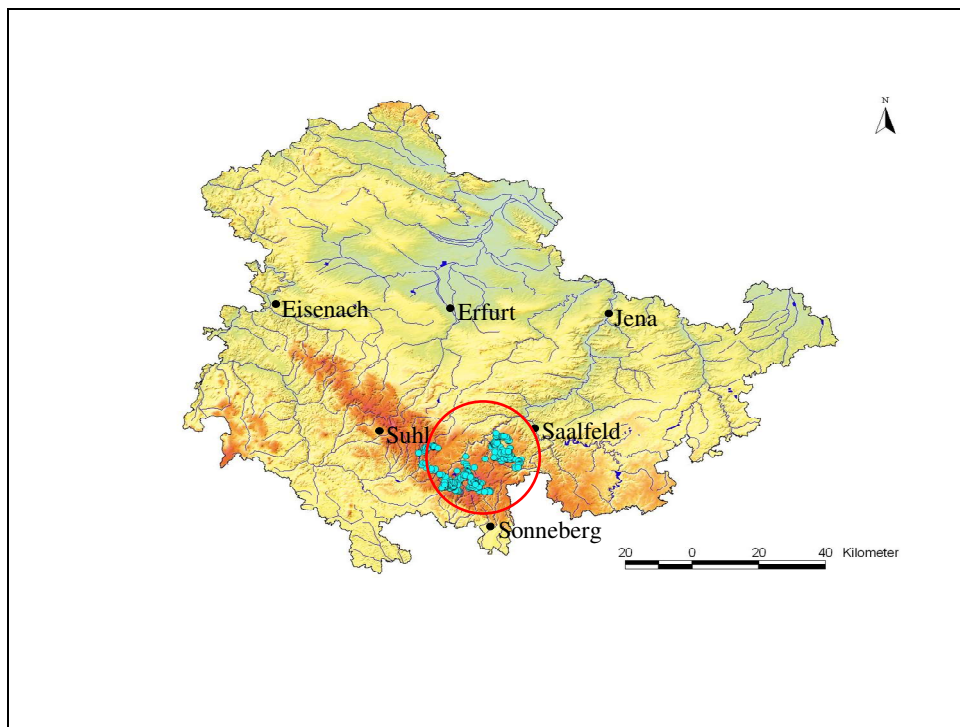 N
Eisenach
Erfurt
Jena
Suhl
Saalfeld
Sonneberg
20 0 20 40 Kilometer